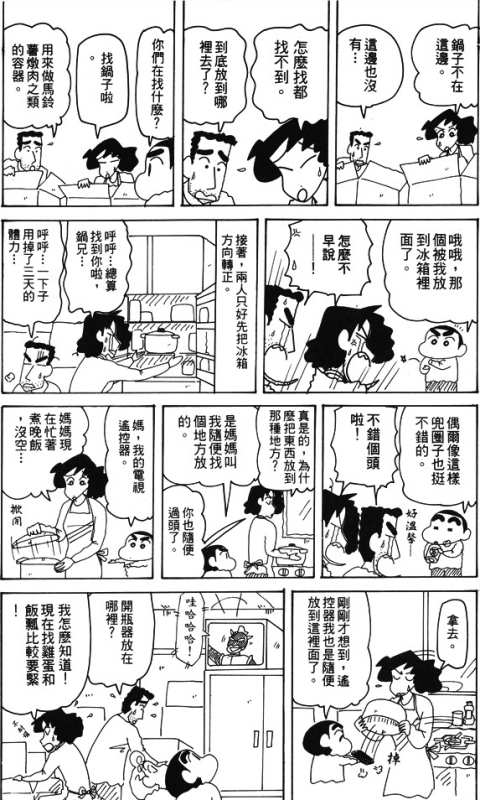 鍋子不在
這邊。
這邊也沒
有…
怎麼找都
找不到。
到底放到哪
裡去了?
你們在找什麼?
找鍋子啦
。
用來做馬鈴
薯燉肉之類
的容器。
哦哦,那
個被我放
到冰箱裡
面了。
怎麼不
早說
——!
接著,兩人只好先把冰箱
方向轉正。
呼呼…總算
找到你啦,
鍋兄…
呼呼…一下子
用掉了三天的
體力…
偶爾像這樣
兜圈子也挺
不錯的。
好溫馨…
不錯個頭
啦!
真是的,為什
麼把東西放到
那種地方?
是媽媽叫
我隨便找
個地方放
的。
你也隨便
過頭了。
媽,我的電視
遙控器。
媽媽現
在忙著
煮晚飯
,沒空…
掀開
拿去。
剛剛才想到,遙
控器我也是隨便
放到這裡面了。
掉
哇哈哈哈!
開瓶器放在
哪裡?
我怎麼知道!
現在找雞蛋和
飯瓢比較要緊
!